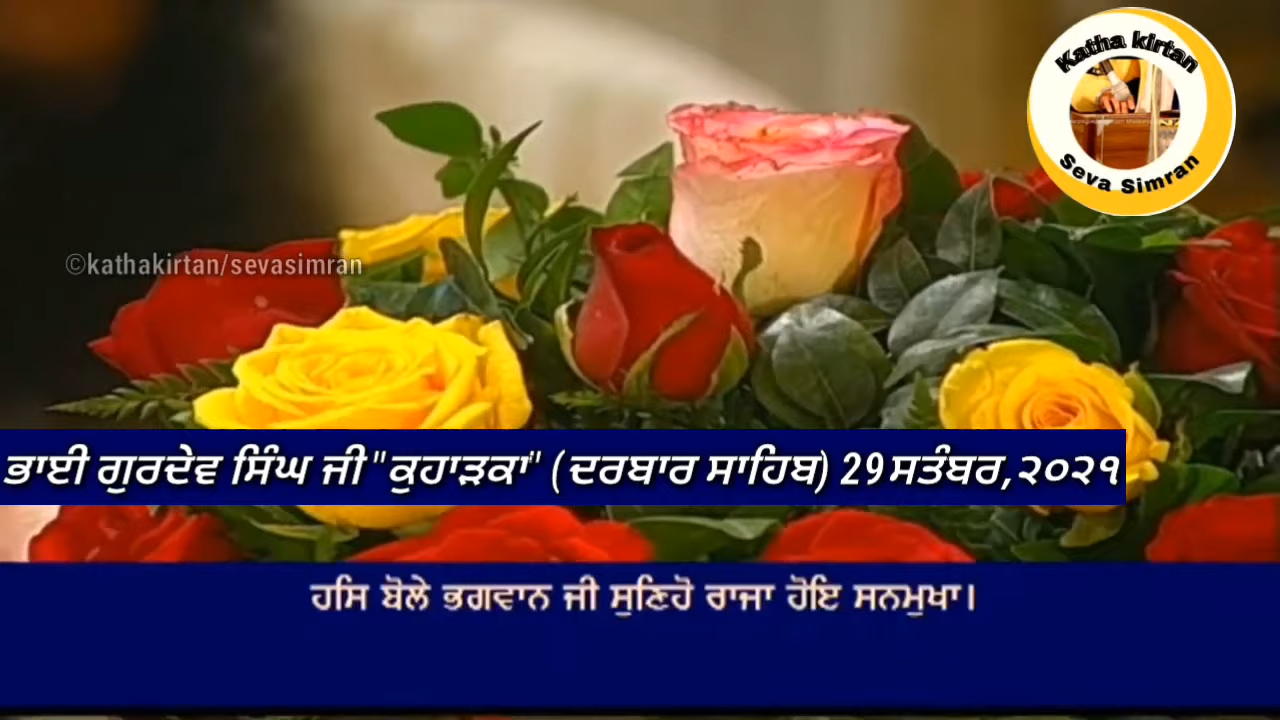 Katha kirtan
Seva Simran
©kathakirtan/sevasimran
ਭਾਈ ਗੁਰਦੇਵ ਸਿੰਘ ਜੀ "ਕੁਹਾੜਕਾ" (ਦਰਬਾਰ ਸਾਹਿਬ) 29 ਸਤੰਬਰ,੨੦੨੧
ਹਸਿ ਬੋਲੇ ਭਗਵਾਨ ਜੀ ਸੁਣਿਹੋ ਰਾਜਾ ਹੋਇ ਸਨਮੁਖਾ।